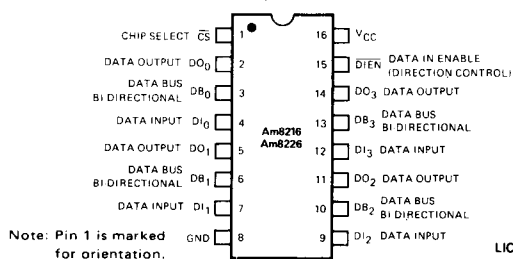 CHIP SELECT CS 1 16 VCC
DATA OUTPUT DO0 2 15 DIEN DATA IN ENABLE
(DIRECTION CONTROL)
DATA BUS
BI DIRECTIONAL DB0 3 14 DO3 DATA OUTPUT
DATA INPUT DI0 4 13 DB3 DATA BUS
BI-DIRECTIONAL
Am8216
Am8226
DATA OUTPUT DO1 5 12 DI3 DATA INPUT
DATA BUS
BI DIRECTIONAL DB1 6 11 DO2 DATA OUTPUT
DATA INPUT DI1 7 10 DB2 DATA BUS
BI DIRECTIONAL
GND 8 9 DI2 DATA INPUT
Note: Pin 1 is marked
for orientation.
LIC